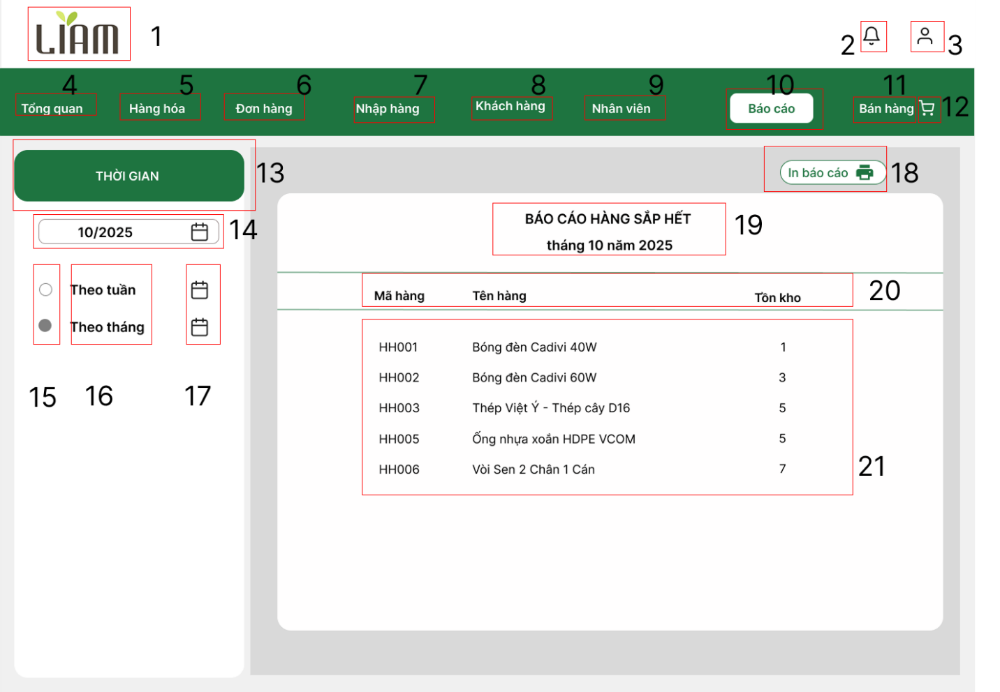 LIAM 1
2 3
4 5 6 7 8 9 10 11
Tổng quan Hàng hóa Đơn hàng Nhập hàng Khách hàng Nhân viên Báo cáo Bán hàng 12
THỜI GIAN 13
In báo cáo 18
10/2025 14
BÁO CÁO HÀNG SẮP HẾT
tháng 10 năm 2025 19
Theo tuần
Theo tháng
15 16 17
Mã hàng Tên hàng Tồn kho 20
HH001 Bóng đèn Cadivi 40W 1
HH002 Bóng đèn Cadivi 60W 3
HH003 Thép Việt Ý - Thép cây D16 5
HH005 Ống nhựa xoắn HDPE VCOM 5
HH006 Vòi Sen 2 Chân 1 Cán 7
21